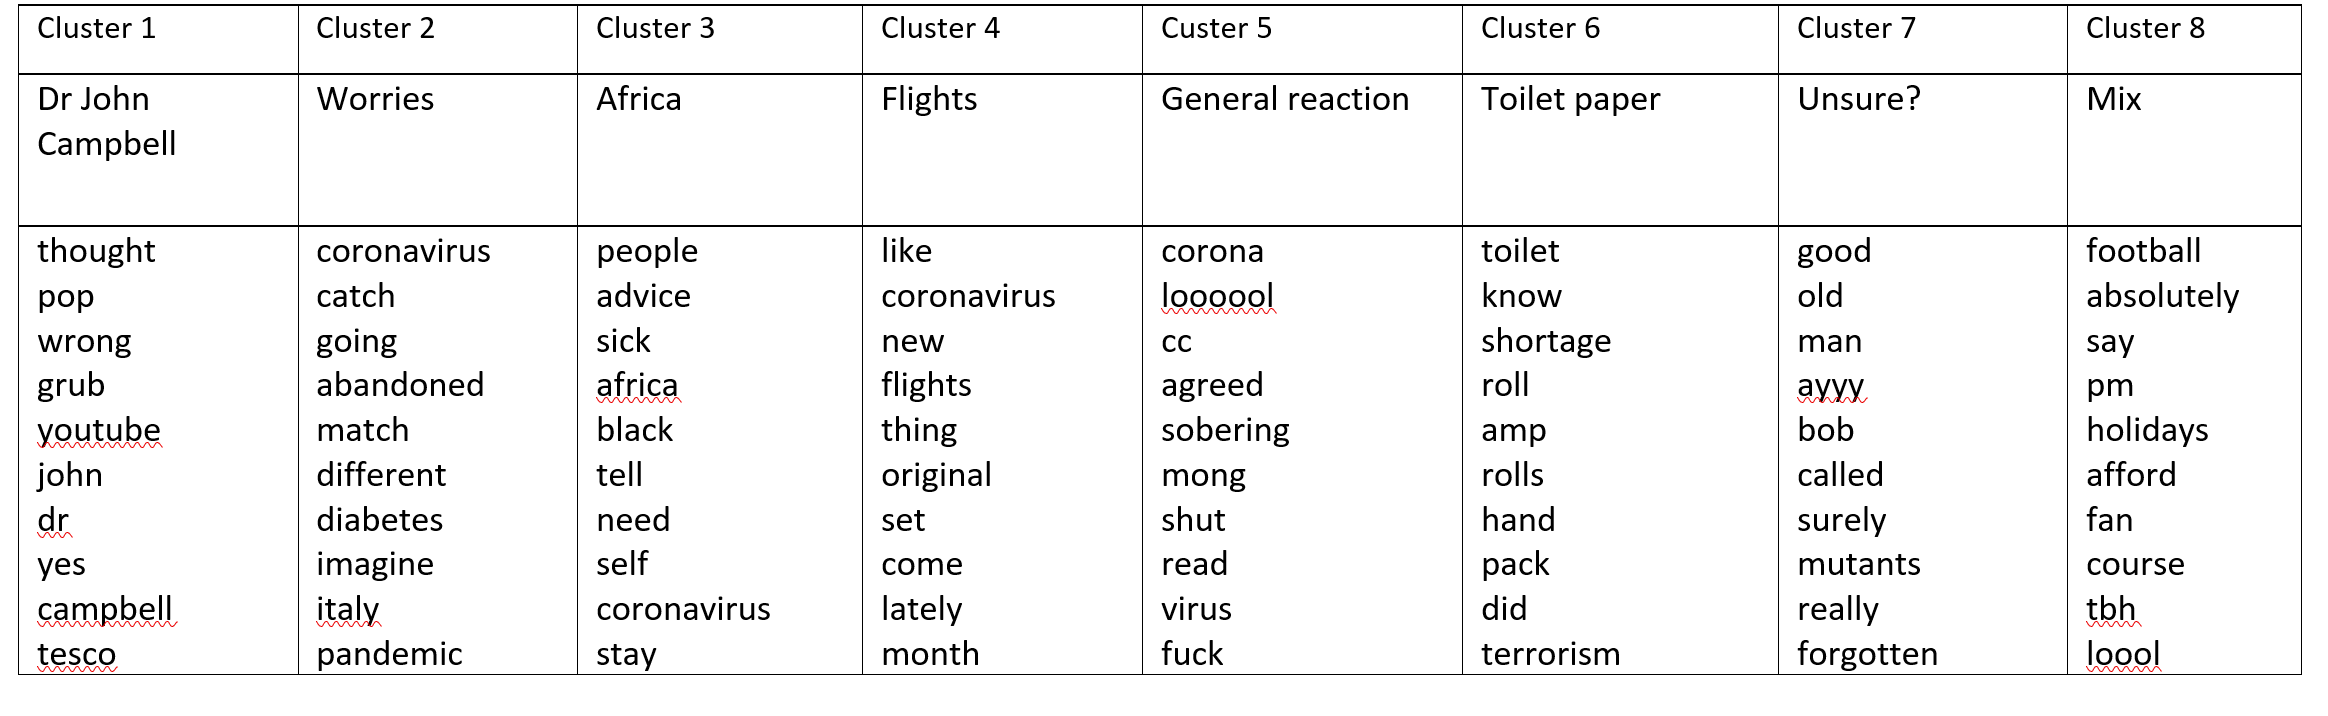 Cluster 1 Cluster 2 Cluster 3 Cluster 4 Custer 5 Cluster 6 Cluster 7 Cluster 8
Dr John Worries Africa Flights General reaction Toilet paper Unsure? Mix
Campbell
thought coronavirus people like corona toilet good football
pop catch advice coronavirus loooool know old absolutely
wrong going sick new cc shortage man say
grub abandoned africa flights agreed roll ayyy pm
youtube match black thing sobering amp bob holidays
john different tell original mong rolls called afford
dr diabetes need set shut hand surely fan
yes imagine self come read pack mutants course
campbell italy coronavirus lately virus did really tbh
tesco pandemic stay month fuck terrorism forgotten loool